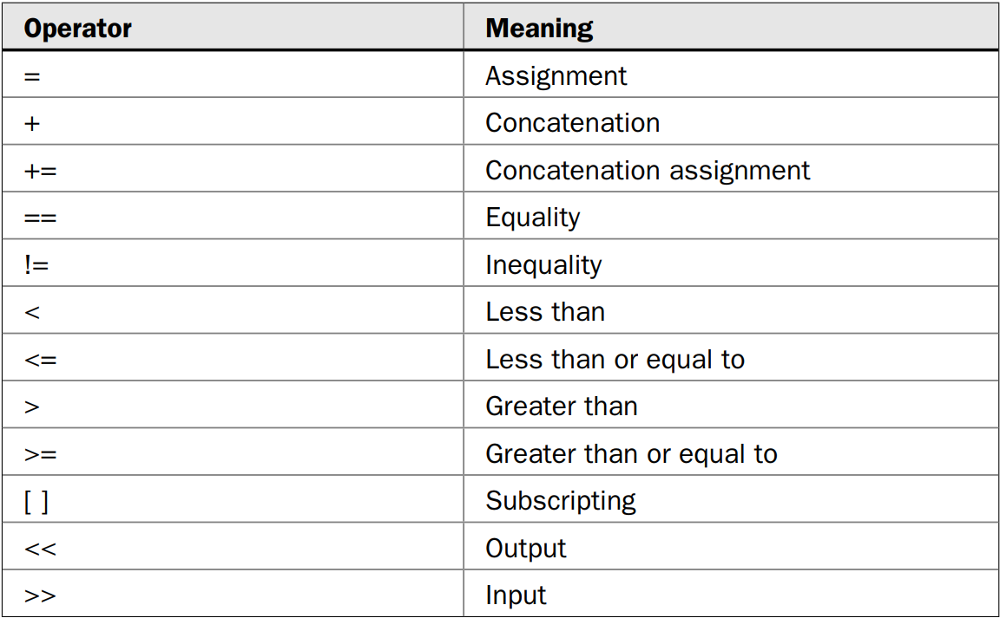 Operator Meaning
= Assignment
+ Concatenation
+= Concatenation assignment
== Equality
!= Inequality
< Less than
<= Less than or equal to
> Greater than
>= Greater than or equal to
[ ] Subscripting
<< Output
>> Input